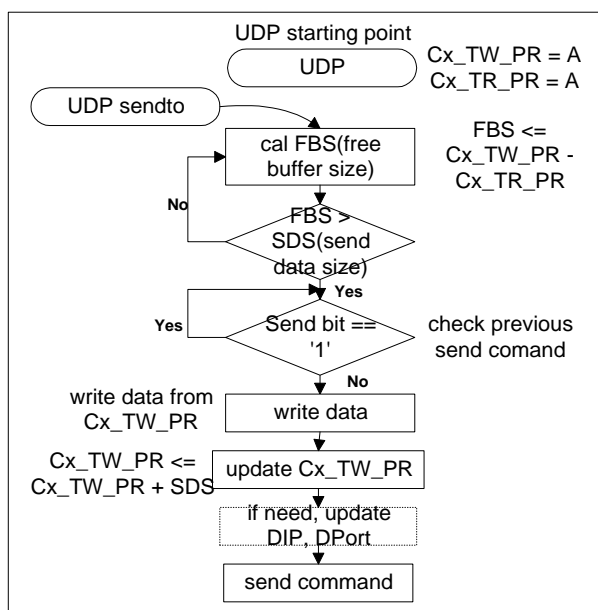 UDP starting point
UDP
Cx_TW_PR = A
Cx_TR_PR = A
UDP sendto
cal FBS(free
buffer size)
FBS <=
Cx_TW_PR -
Cx_TR_PR
No
FBS >
SDS(send
data size)
Yes
Yes
Send bit ==
'1'
check previous
send comand
No
write data from
Cx_TW_PR
write data
Cx_TW_PR <=
Cx_TW_PR + SDS
update Cx_TW_PR
if need, update
DIP, DPort
send command